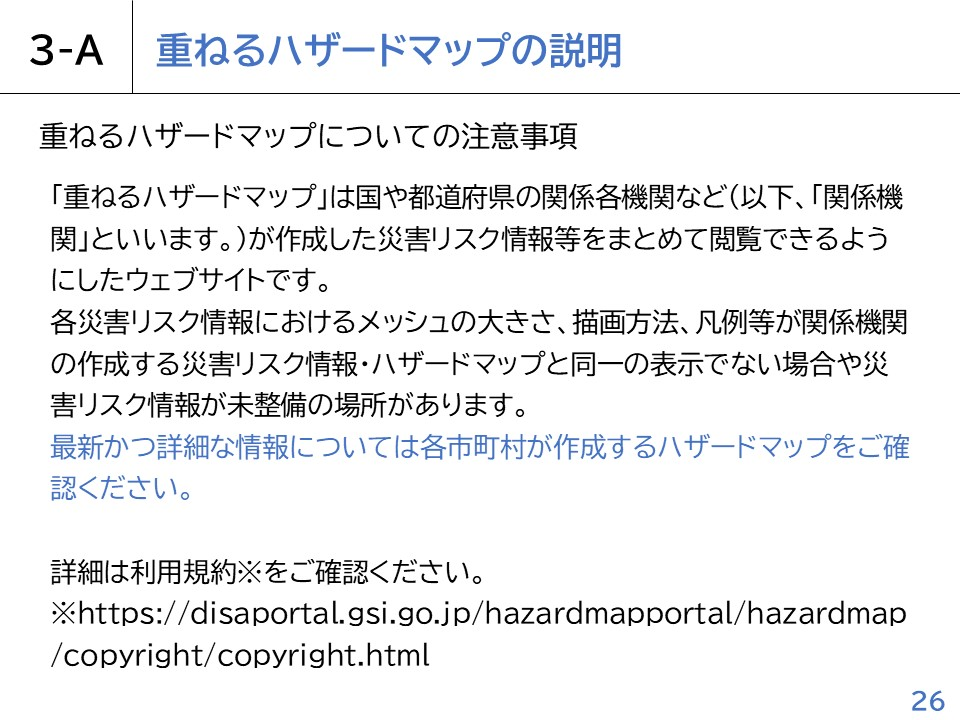 3-A
重ねるハザードマップの説明
重ねるハザードマップについての注意事項
「重ねるハザードマップ」は国や都道府県の関係各機関など（以下、「関係機
関」といいます。）が作成した災害リスク情報等をまとめて閲覧できるよう
にしたウェブサイトです。
各災害リスク情報におけるメッシュの大きさ、描画方法、凡例等が関係機関
の作成する災害リスク情報・ハザードマップと同一の表示でない場合や災
害リスク情報が未整備の場所があります。
最新かつ詳細な情報については各市町村が作成するハザードマップをご確
認ください。
詳細は利用規約※をご確認ください。
※https://disaportal.gsi.go.jp/hazardmapportal/hazardmap
/copyright/copyright.html
26